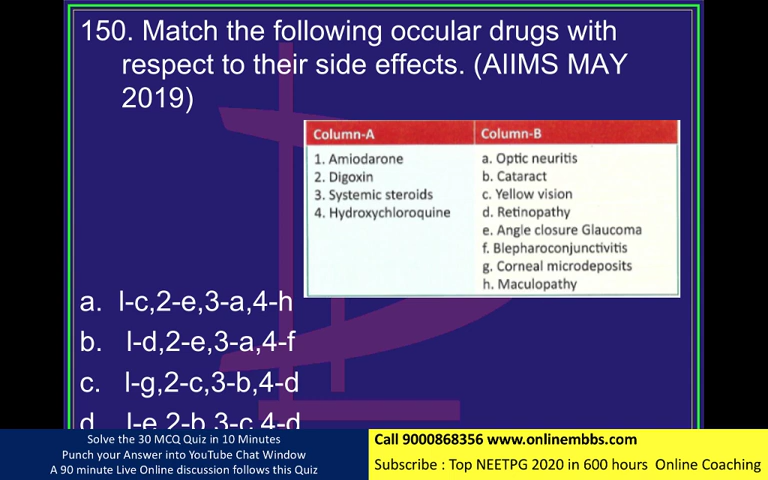 150. Match the following occular drugs with
respect to their side effects. (AIIMS MAY
2019)
Column-A
Column-B
1. Amiodarone
2. Digoxin
3. Systemic steroids
4. Hydroxychloroquine
a. Optic neuritis
b. Cataract
c. Yellow vision
d. Retinopathy
e. Angle closure Glaucoma
f. Blepharoconjunctivitis
g. Corneal microdeposits
h. Maculopathy
a. I-c,2-e,3-a,4-h
b. I-d,2-e,3-a,4-f
c. I-g,2-c,3-b,4-d
d. I-e,2-b,3-c,4-d
Solve the 30 MCQ Quiz in 10 Minutes
Punch your Answer into YouTube Chat Window
A 90 minute Live Online discussion follows this Quiz
Call 9000868356 www.onlinembbs.com
Subscribe : Top NEETPG 2020 in 600 hours Online Coaching